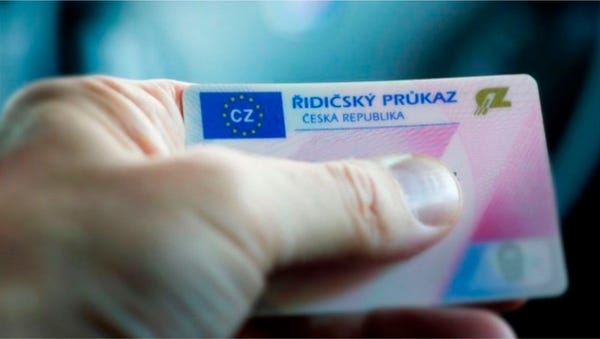 CZ
ŘIDIČSKÝ PRŮKAZ
ČESKÁ REPUBLIKA